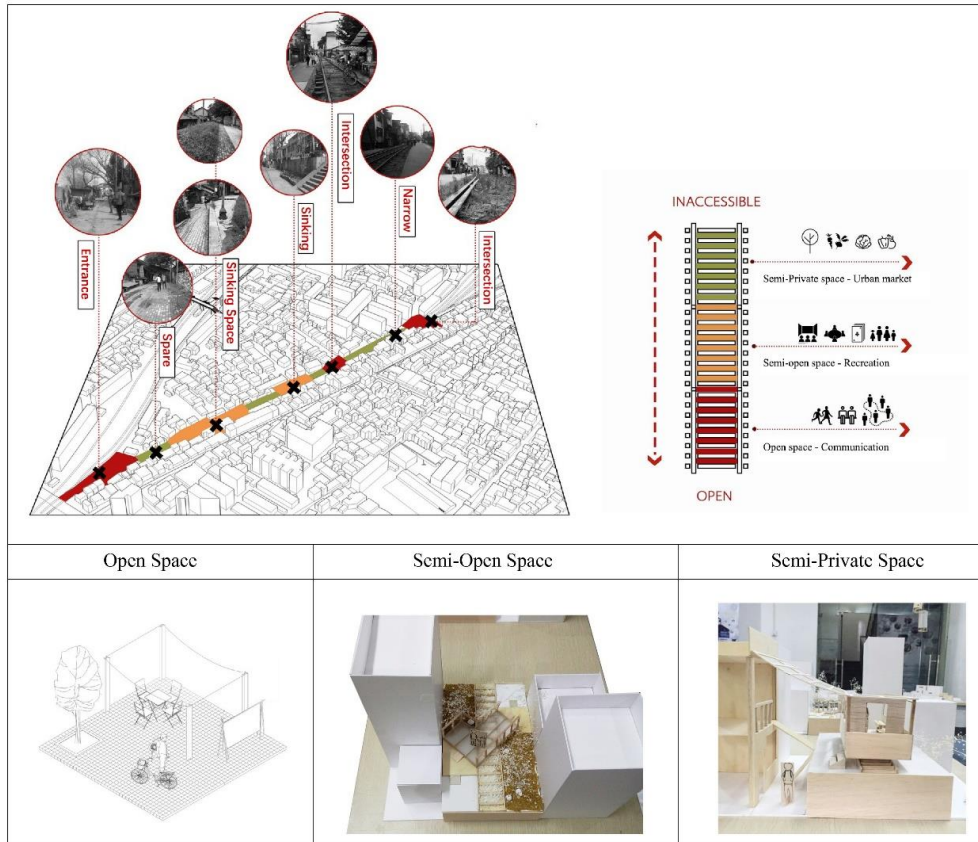 Entrance
Spare
Sinking Space
Sinking
Intersection
Narrow
Intersection
INACCESSIBLE
Semi-Private space - Urban market
Semi-open space - Recreation
Open space - Communication
OPEN
Open Space
Semi-Open Space
Semi-Private Space